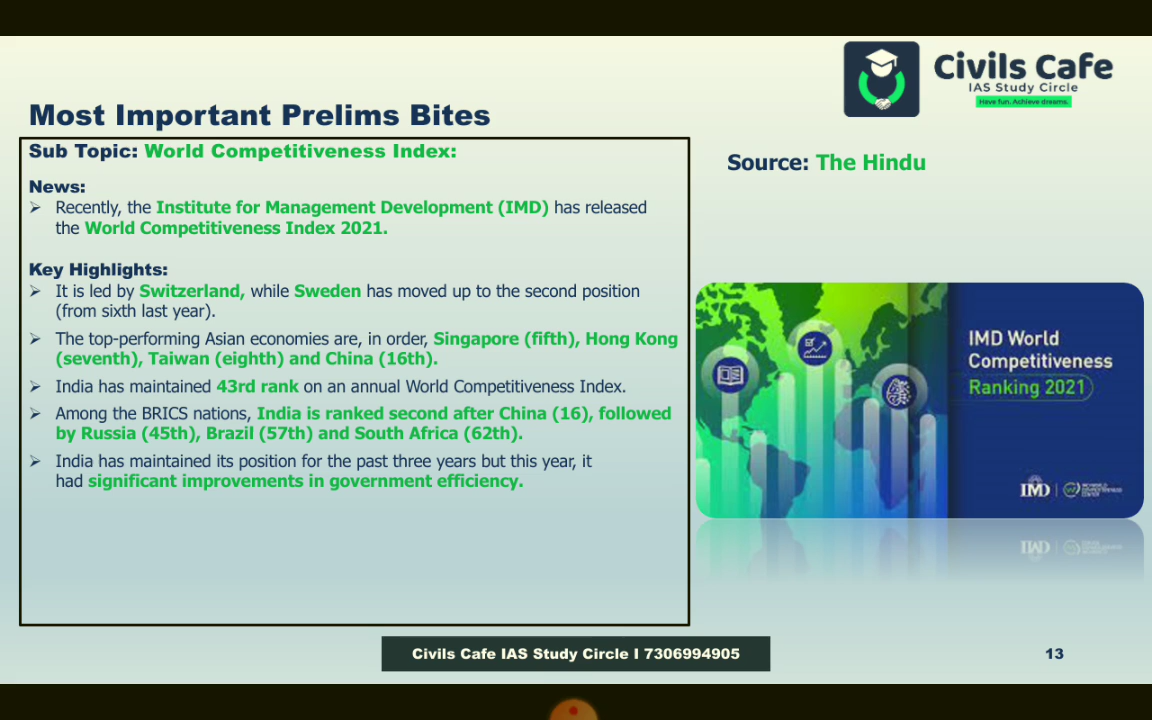 Civils Cafe
IAS Study Circle
Have fun. Achieve dreams.
Most Important Prelims Bites
Sub Topic: World Competitiveness Index:
Source: The Hindu
News:
➢ Recently, the Institute for Management Development (IMD) has released
the World Competitiveness Index 2021.
Key Highlights:
➢ It is led by Switzerland, while Sweden has moved up to the second position
(from sixth last year).
➢ The top-performing Asian economies are, in order, Singapore (fifth), Hong Kong
(seventh), Taiwan (eighth) and China (16th).
➢ India has maintained 43rd rank on an annual World Competitiveness Index.
➢ Among the BRICS nations, India is ranked second after China (16), followed
by Russia (45th), Brazil (57th) and South Africa (62th).
➢ India has maintained its position for the past three years but this year, it
had significant improvements in government efficiency.
IMD World
Competitiveness
Ranking 2021
IMD
Civils Cafe IAS Study Circle I 7306994905
13